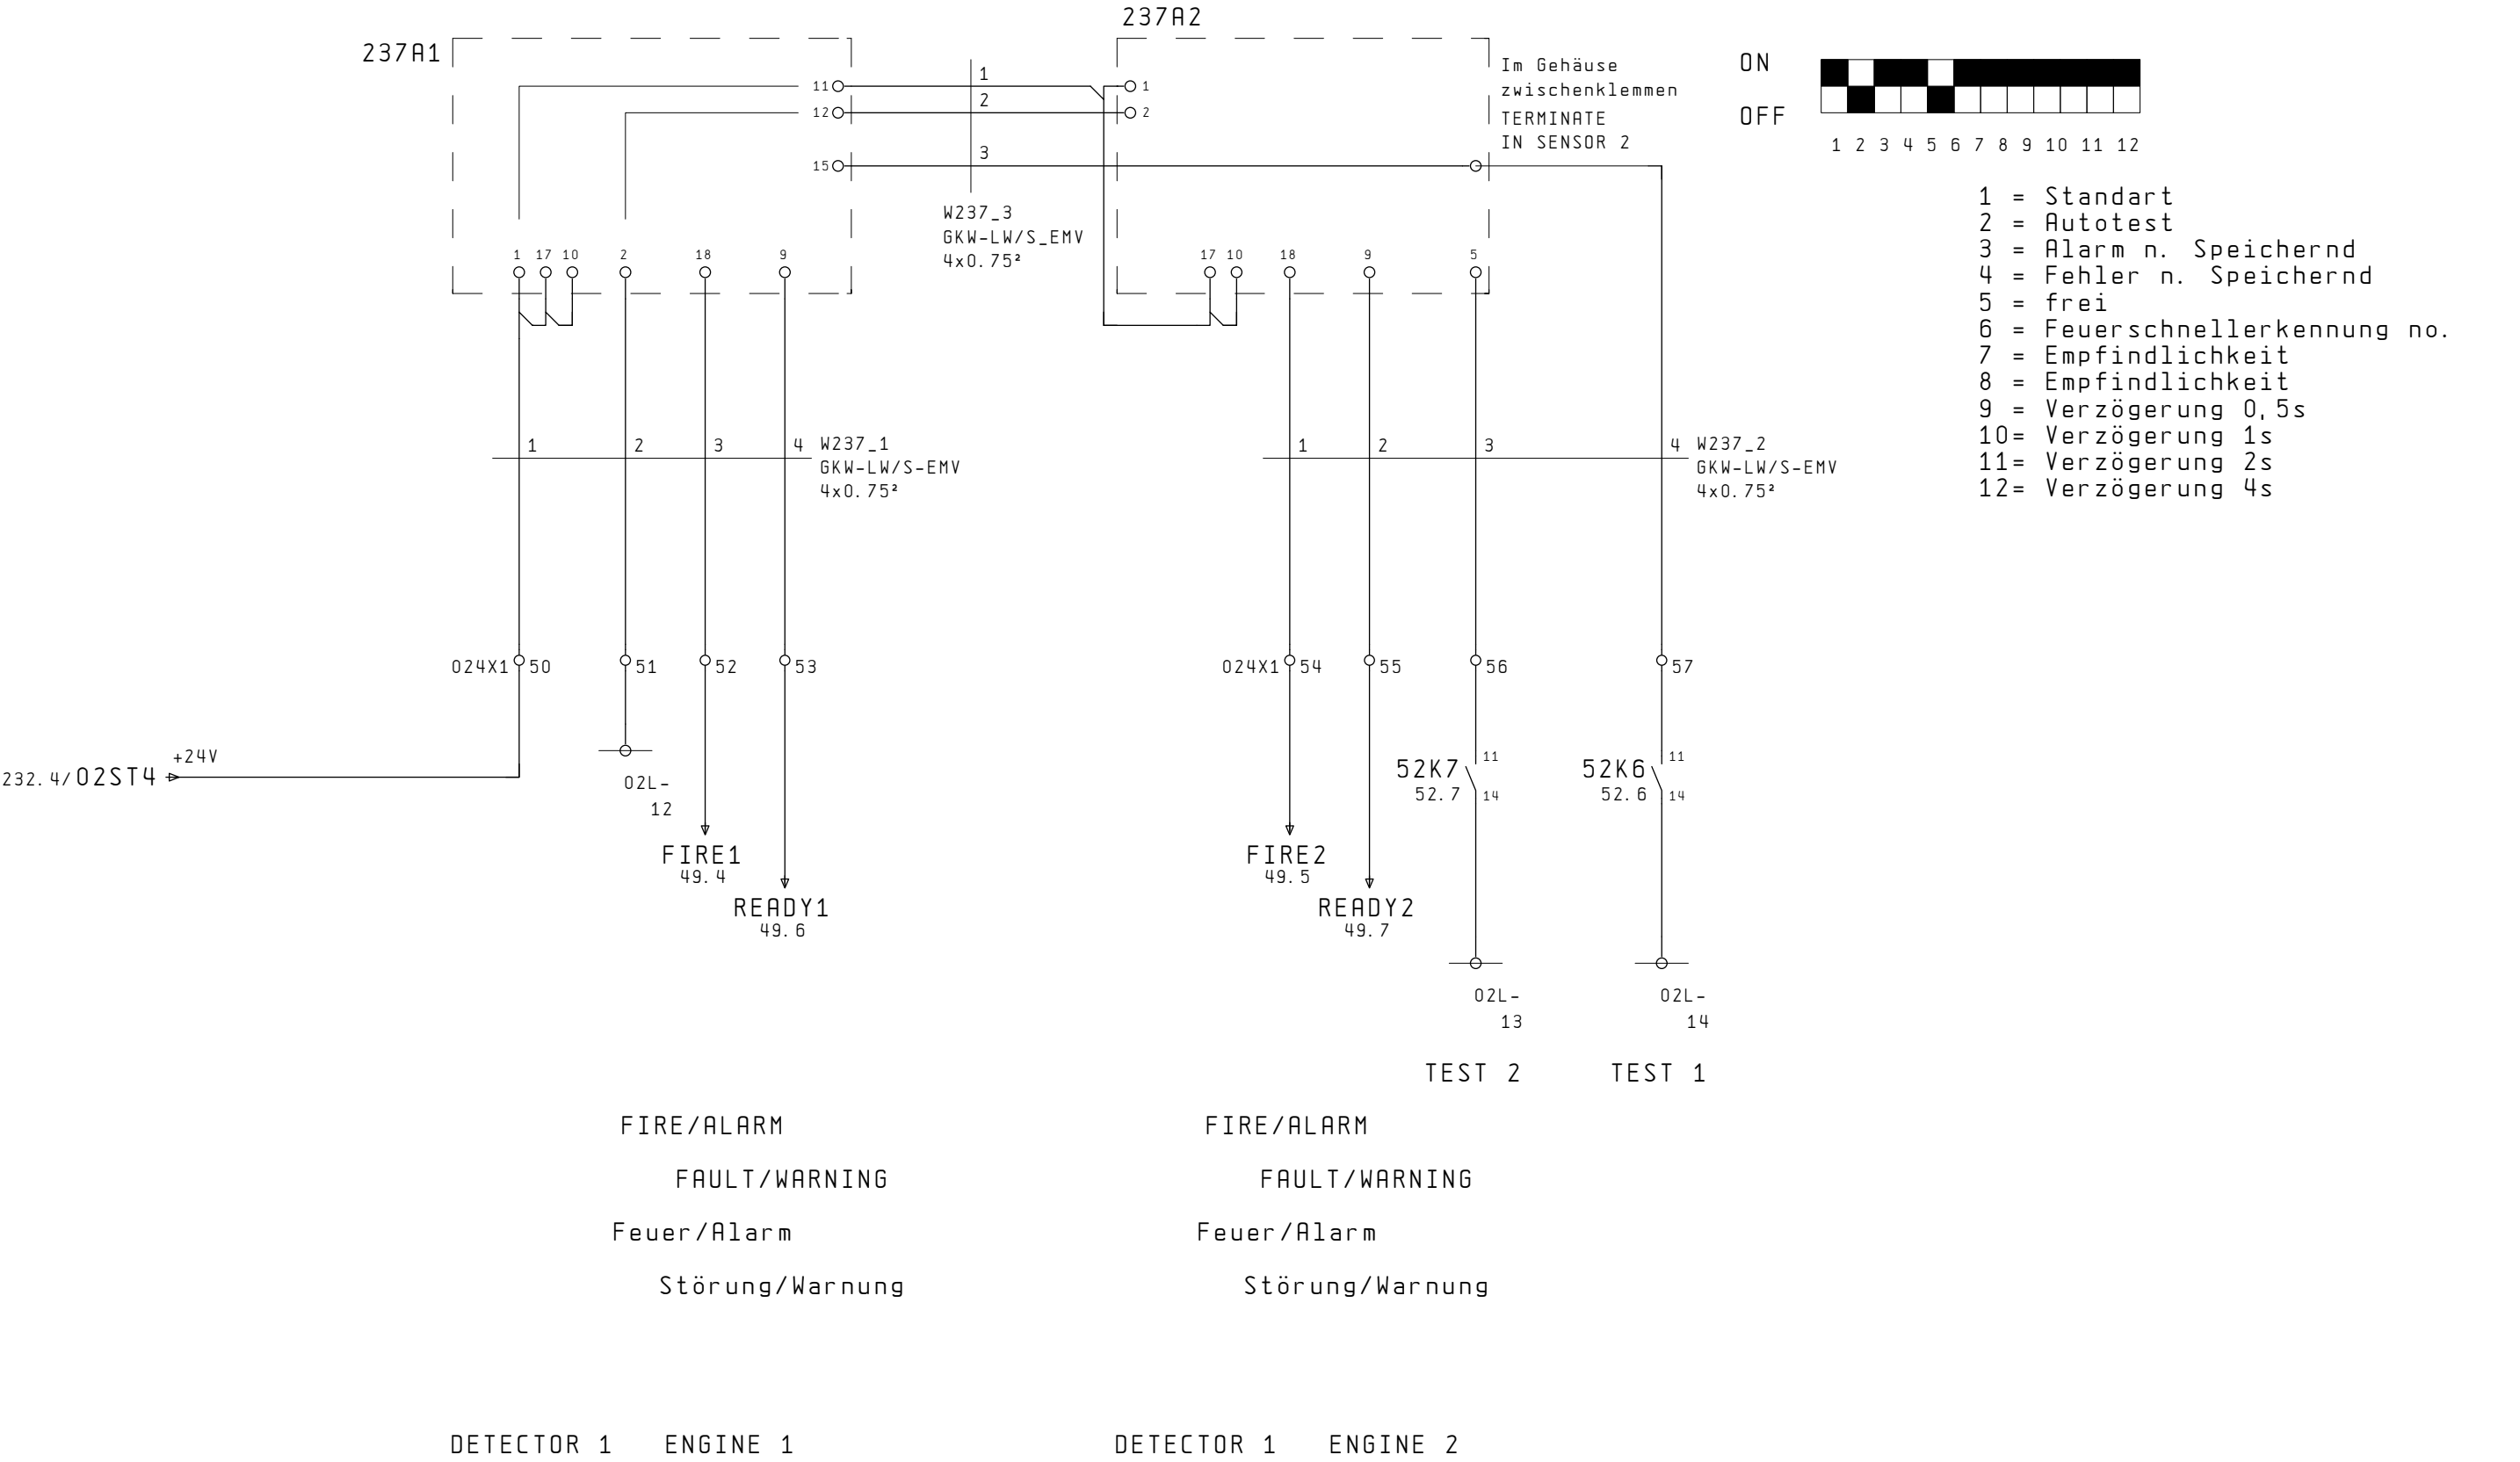 237A2
237A1
Im Gehäuse
zwischenklemmen
TERMINATE
IN SENSOR 2
ON
OFF
1 2 3 4 5 6 7 8 9 10 11 12
11 1 1
12 2 2
15 3
W237_3
GKW-LW/S_EMV
4x0.75²
1 17 10 2 18 9
17 10 18 9 5
1 = Standart
2 = Autotest
3 = Alarm n. Speichernd
4 = Fehler n. Speichernd
5 = frei
6 = Feuerschnellerkennung no.
7 = Empfindlichkeit
8 = Empfindlichkeit
9 = Verzögerung 0,5s
10= Verzögerung 1s
11= Verzögerung 2s
12= Verzögerung 4s
1 2 3 4 W237_1
GKW-LW/S-EMV
4x0.75²
1 2 3 4 W237_2
GKW-LW/S-EMV
4x0.75²
024X1 50 51 52 53
024X1 54 55 56 57
232.4/02ST4 +24V
02L-
12
FIRE1
49.4
READY1
49.6
FIRE2
49.5
READY2
49.7
52K7 11
52.7 14
52K6 11
52.6 14
02L-
13
02L-
14
TEST 2 TEST 1
FIRE/ALARM FIRE/ALARM
FAULT/WARNING FAULT/WARNING
Feuer/Alarm Feuer/Alarm
Störung/Warnung Störung/Warnung
DETECTOR 1 ENGINE 1 DETECTOR 1 ENGINE 2